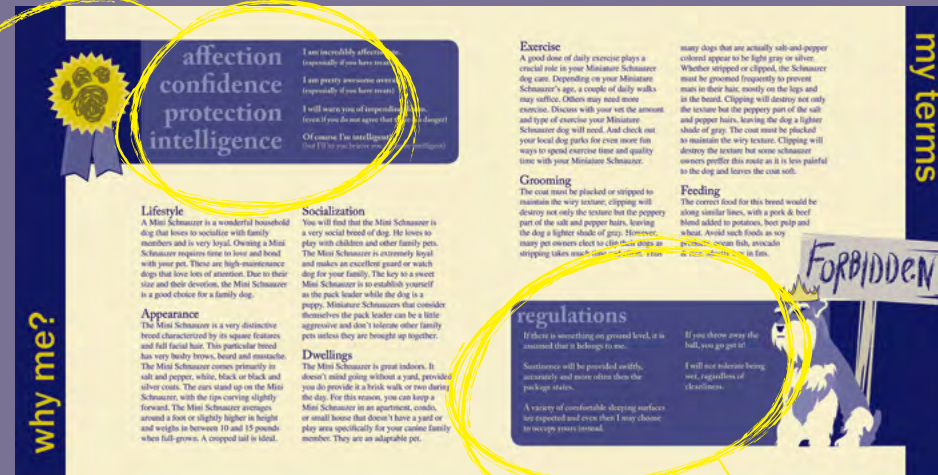 why me?
affection
confidence
protection
intelligence
I am incredibly affectionate.
(especially if you have treats)
I am pretty awesome overall
(especially if you have treats)
I will warn you of impending
(even if you do not agree that there is danger)
Of course I'm intelligent
(but I'll let you
Lifestyle
A Mini Schnauzer is a wonderful household
dog that loves to socialize with family
members and is very loyal. Owning a Mini
Schnauzer requires time to love and bond
with your pet. These are high-maintenance
dogs that love lots of attention. Due to their
size and their devotion, the Mini Schnauzer
is a good choice for a family dog.
Appearance
The Mini Schnauzer is a very distinctive
breed characterized by its square features
and full facial hair. This particular breed
has very bushy brows, beard and mustache.
The Mini Schnauzer comes primarily in
salt and pepper, white, black or black and
silver coats. The ears stand up on the Mini
Schnauzer, with the tips curving slightly
forward. The Mini Schnauzer averages
around a foot or slightly higher in height
and weighs in between 10 and 15 pounds
when full-grown. A cropped tail is ideal.
Socialization
You will find that the Mini Schnauzer is
a very social breed of dog. He loves to
play with children and other family pets.
The Mini Schnauzer is extremely loyal
and makes an excellent guard or watch
dog for your family. The key to a sweet
Mini Schnauzer is to establish yourself
as the pack leader while the dog is a
puppy. Miniature Schnauzers that consider
themselves the pack leader can be a little
aggressive and don't tolerate other family
pets unless they are brought up together.
Dwellings
The Mini Schnauzer is great indoors. It
doesn't mind going without a yard, provided
you do provide it a brisk walk or two during
the day. For this reason, you can keep a
Mini Schnauzer in an apartment, condo,
or small house that doesn't have a yard or
play area specifically for your canine family
member. They are an adaptable pet.
Exercise
A good dose of daily exercise plays a
crucial role in your Miniature Schnauzer
dog care. Depending on your Miniature
Schnauzer's age, a couple of daily walks
may suffice. Others may need more
exercise. Discuss with your vet the amount
and type of exercise your Miniature
Schnauzer dog will need. And check out
your local dog parks for even more fun
ways to spend exercise time and quality
time with your Miniature Schnauzer.
Grooming
The coat must be plucked or stripped to
maintain the wiry texture; clipping will
destroy not only the texture but the peppery
part of the salt and pepper hairs, leaving
the dog a lighter shade of gray. However,
many pet owners elect to clip their dogs as
stripping takes much time and effort. Thus
many dogs that are actually salt-and-pepper
colored appear to be light gray or silver.
Whether stripped or clipped, the Schnauzer
must be groomed frequently to prevent
mats in their hair, mostly on the legs and
in the beard. Clipping will destroy not only
the texture but the peppery part of the salt
and pepper hairs, leaving the dog a lighter
shade of gray. The coat must be plucked
to maintain the wiry texture. Clipping will
destroy the texture but some schnauzer
owners preffer this route as it is less painful
to the dog and leaves the coat soft.
Feeding
The correct food for this breed would be
along similar lines, with a pork & beef
blend added to potatoes, beet pulp and
wheat. Avoid such foods as soy
products, ocean fish, avocado
in fats.
regulations
If there is something on ground level, it is
assumed that it belongs to me.
Sustinence will be provided swiftly,
accurately and more often then the
package states.
A variety of comfortable sleeping surfaces
is expected and even then I may choose
to occupy yours instead.
If you throw away the
ball, you go get it!
I will not tolerate being
wet, regardless of
cleanliness.
FORBIDDEN
my terms